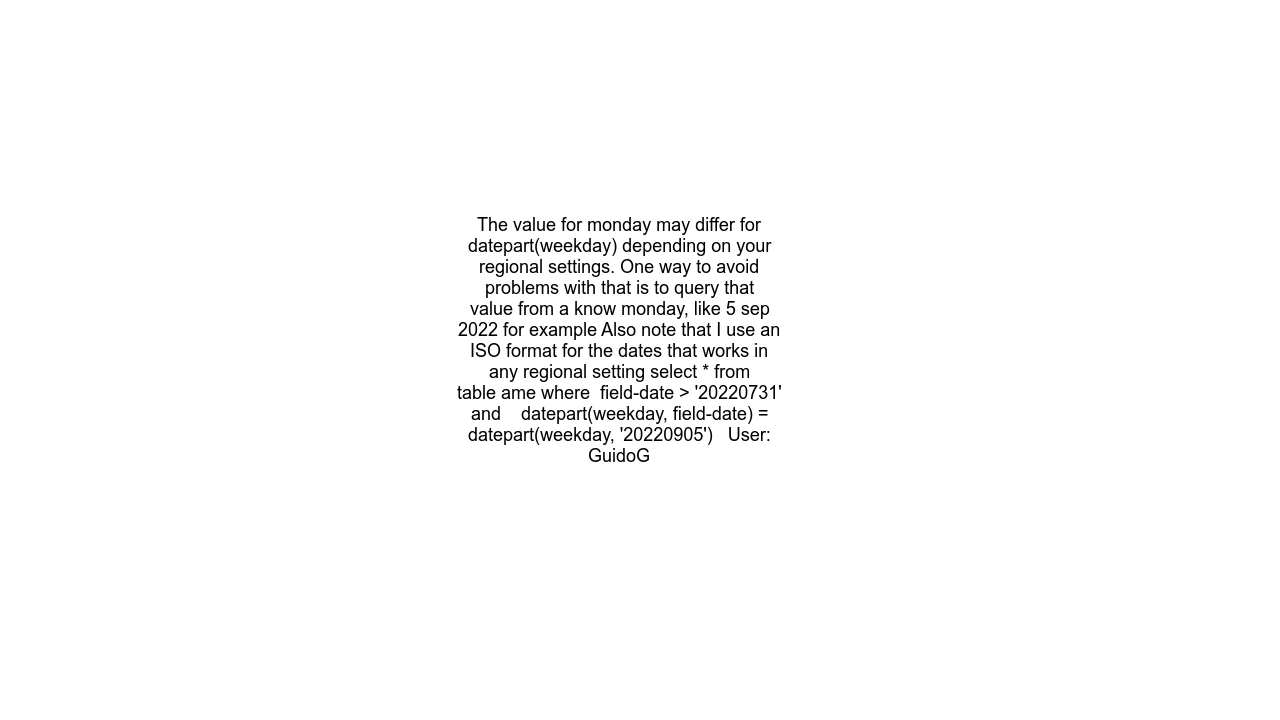 The value for monday may differ for
datepart(weekday) depending on your
regional settings. One way to avoid
problems with that is to query that
value from a know monday, like 5 sep
2022 for example Also note that I use an
ISO format for the dates that works in
any regional setting select * from
table ame where  field-date > '20220731'
and    datepart(weekday, field-date) =
datepart(weekday, '20220905')   User:
GuidoG